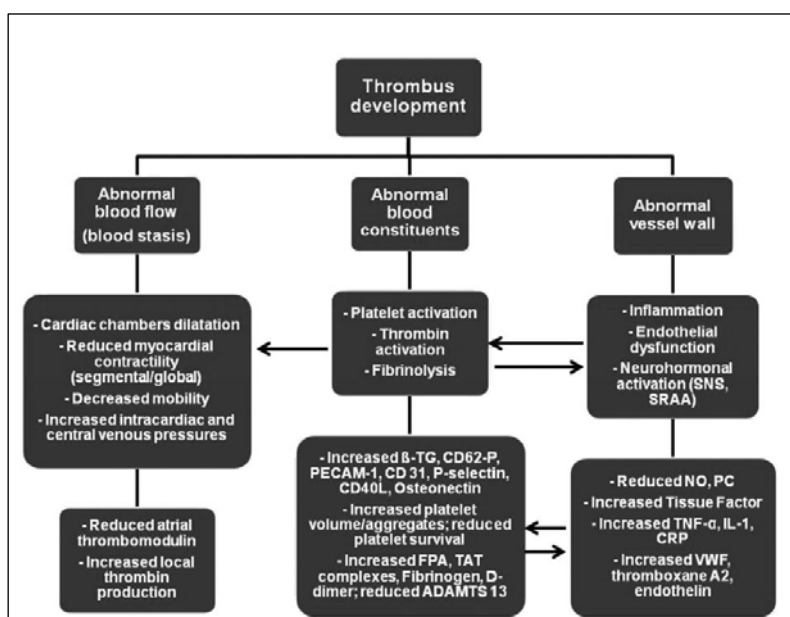 Thrombus
development
Abnormal
blood flow
(blood stasis)
Abnormal
blood
constituents
Abnormal
vessel wall
- Cardiac chambers dilatation
- Reduced myocardial
contractility
(segmental/global)
- Decreased mobility
- Increased intracardiac and
central venous pressures
- Platelet activation
- Thrombin
activation
- Fibrinolysis
- Inflammation
- Endothelial
dysfunction
- Neurohormonal
activation (SNS,
SRAA)
- Reduced atrial
thrombomodulin
- Increased local
thrombin
production
- Increased ß-TG, CD62-P,
PECAM-1, CD 31, P-selectin,
CD40L, Osteonectin
- Increased platelet
volume/aggregates; reduced
platelet survival
- Increased FPA, TAT
complexes, Fibrinogen, D-
dimer; reduced ADAMTS 13
- Reduced NO, PC
- Increased Tissue Factor
- Increased TNF-α, IL-1,
CRP
- Increased VWF,
thromboxane A2,
endothelin